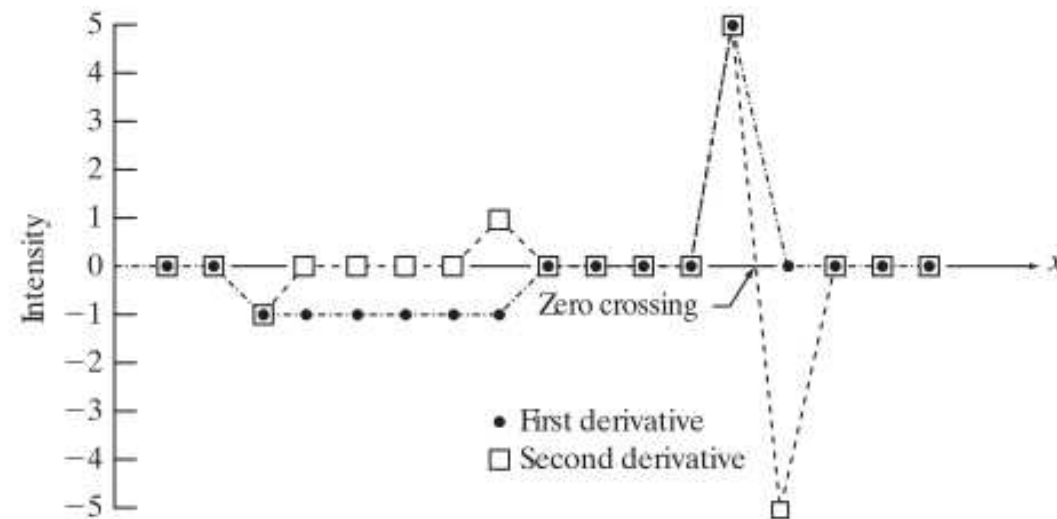 5
4
3
2
1
0
−1
−2
−3
−4
−5
Intensity
x
Zero crossing
First derivative
Second derivative